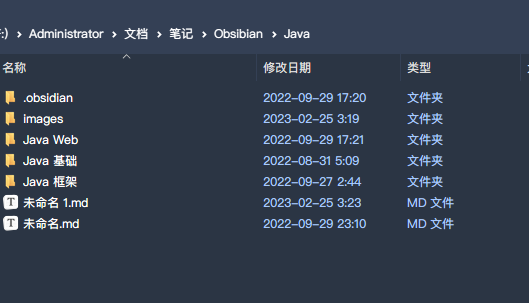 :) › Administrator › 文档 › 笔记 › Obsibian › Java
名称 修改日期 类型
.obsidian 2022-09-29 17:20 文件夹
images 2023-02-25 3:19 文件夹
Java Web 2022-09-29 17:21 文件夹
Java 基础 2022-08-31 5:09 文件夹
Java 框架 2022-09-27 2:44 文件夹
T 未命名 1.md 2023-02-25 3:23 MD 文件
T 未命名.md 2022-09-29 23:10 MD 文件